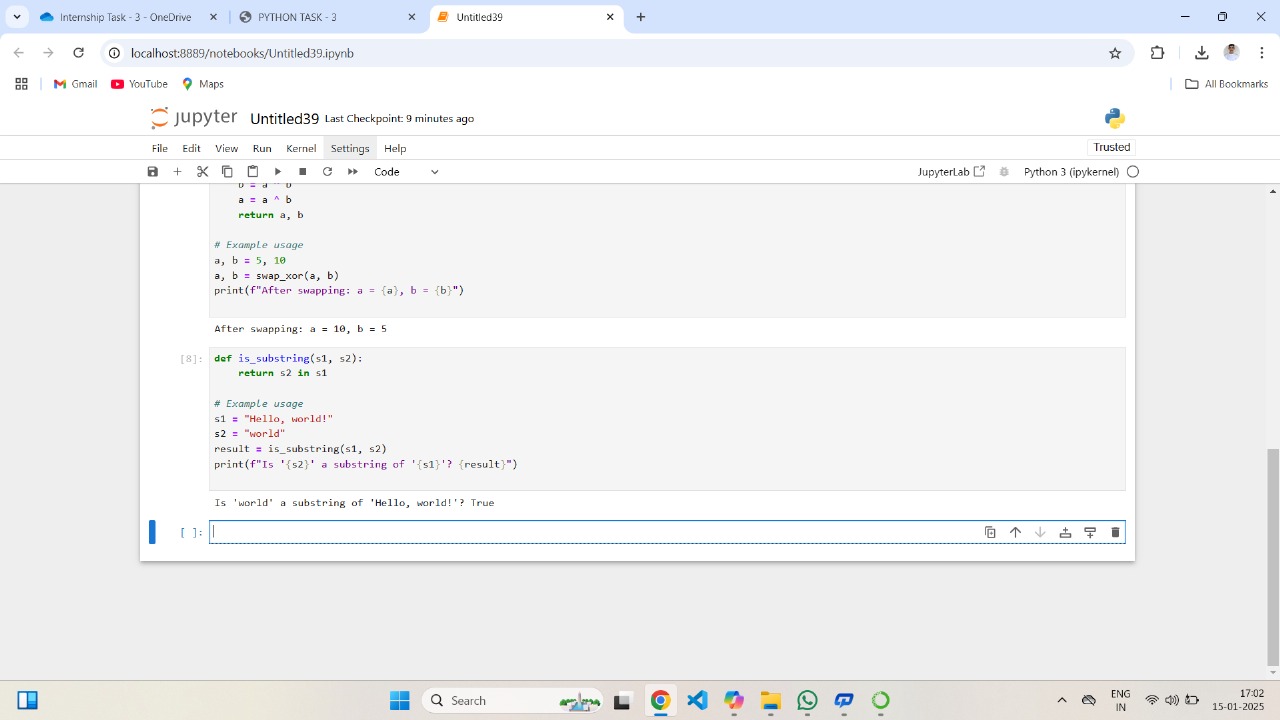 Internship Task - 3 - OneDrive
PYTHON TASK - 3
Untitled39
localhost:8889/notebooks/Untitled39.ipynb
Gmail
YouTube
Maps
All Bookmarks
jupyter
Untitled39
Last Checkpoint: 9 minutes ago
File
Edit
View
Run
Kernel
Settings
Help
Trusted
Code
JupyterLab
Python 3 (ipykernel)
b = a ^ b
a = a ^ b
return a, b
# Example usage
a, b = 5, 10
a, b = swap_xor(a, b)
print(f"After swapping: a = {a}, b = {b}")
After swapping: a = 10, b = 5
[8]:
def is_substring(s1, s2):
return s2 in s1
# Example usage
s1 = "Hello, world!"
s2 = "world"
result = is_substring(s1, s2)
print(f"Is '{s2}' a substring of '{s1}'? {result}")
Is 'world' a substring of 'Hello, world!'? True
[ ]:
Search
ENG
IN
17:02
15-01-2025